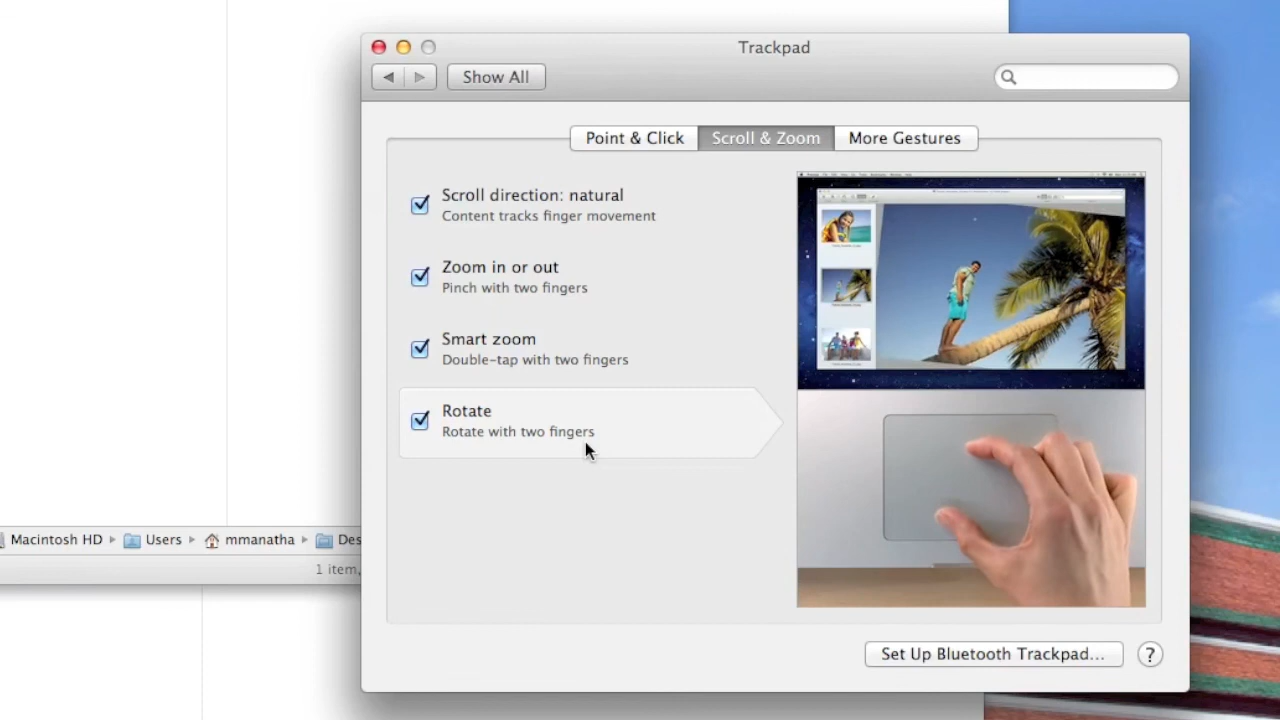 Trackpad
Show All
Point & Click
Scroll & Zoom
More Gestures
Scroll direction: natural
Content tracks finger movement
Zoom in or out
Pinch with two fingers
Smart zoom
Double-tap with two fingers
Rotate
Rotate with two fingers
Macintosh HD
Users
mmanatha
Des
1 item,
Set Up Bluetooth Trackpad...
?